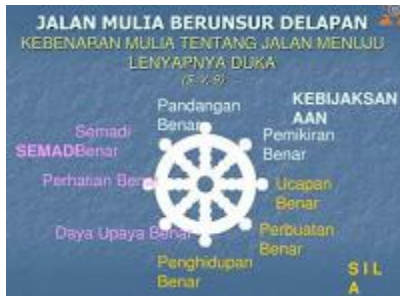 JALAN MULIA BERUNSUR DELAPAN
KEBENARAN MULIA TENTANG JALAN MENUJU
LENYAPNYA DUKA
Pandangan
Benar
KEBIJAKSAN
AAN
Pemikiran
Benar
Ucapan
Benar
Perbuatan
Benar
S I L
A
Penghidupan
Benar
Daya Upaya Benar
Perhatian Benar
Semadi
Benar
SEMADI